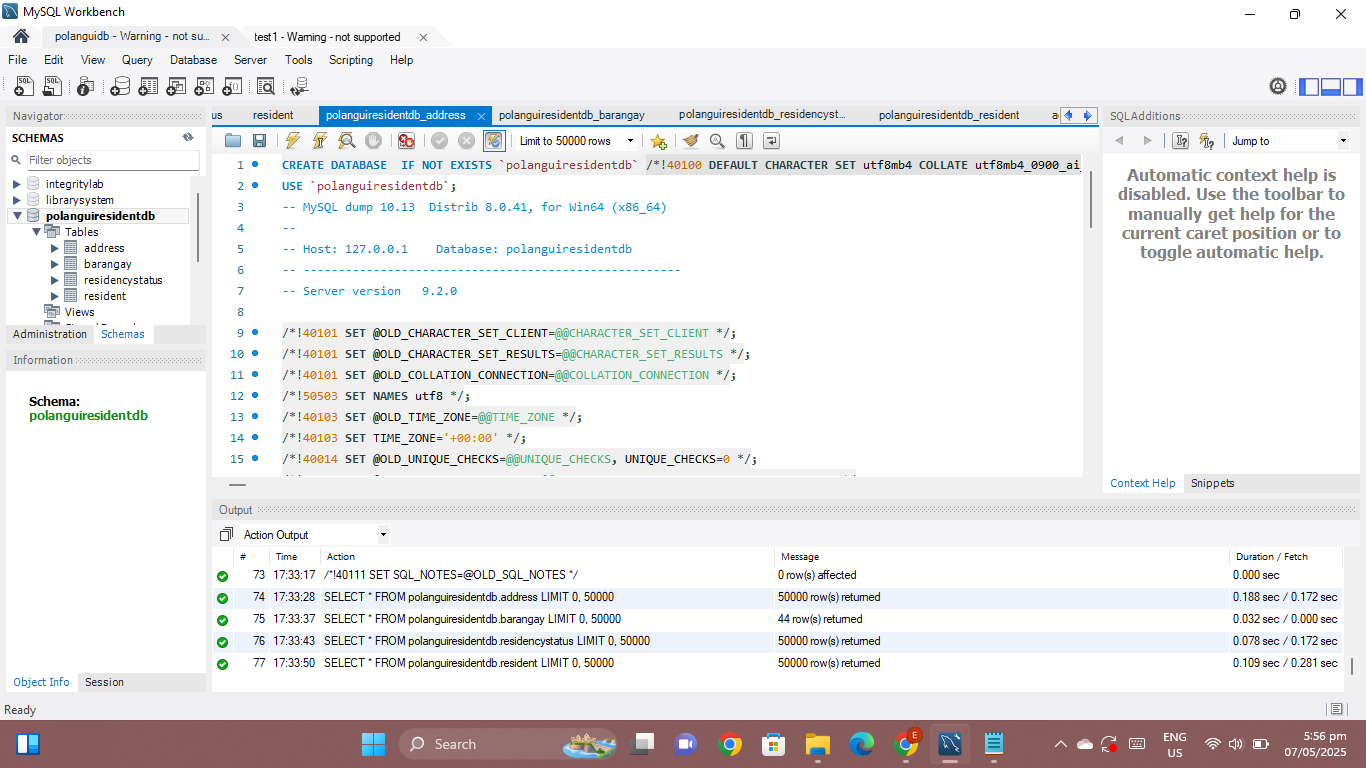 MySQL Workbench
polanguidb - Warning - not su...
test1 - Warning - not supported
File Edit View Query Database Server Tools Scripting Help
Navigator
SCHEMAS
Filter objects
integritylab
librarysystem
polanguiresidentdb
Tables
address
barangay
residencystatus
resident
Views
Administration Schemas
Information
Schema:
polanguiresidentdb
Object Info Session
us
resident
polanguiresidentdb_address
polanguiresidentdb_barangay
polanguiresidentdb_residencyst...
polanguiresidentdb_resident
Limit to 50000 rows
1 CREATE DATABASE  IF NOT EXISTS `polanguiresidentdb` /*!40100 DEFAULT CHARACTER SET utf8mb4 COLLATE utf8mb4_0900_ai_
2 USE `polanguiresidentdb`;
3 -- MySQL dump 10.13  Distrib 8.0.41, for Win64 (x86_64)
4 --
5 -- Host: 127.0.0.1    Database: polanguiresidentdb
6 -- ------------------------------------------------------
7 -- Server version	9.2.0
8
9 /*!40101 SET @OLD_CHARACTER_SET_CLIENT=@@CHARACTER_SET_CLIENT */;
10 /*!40101 SET @OLD_CHARACTER_SET_RESULTS=@@CHARACTER_SET_RESULTS */;
11 /*!40101 SET @OLD_COLLATION_CONNECTION=@@COLLATION_CONNECTION */;
12 /*!50503 SET NAMES utf8 */;
13 /*!40103 SET @OLD_TIME_ZONE=@@TIME_ZONE */;
14 /*!40103 SET TIME_ZONE='+00:00' */;
15 /*!40014 SET @OLD_UNIQUE_CHECKS=@@UNIQUE_CHECKS, UNIQUE_CHECKS=0 */;
SQLAdditions
Jump to
Automatic context help is
disabled. Use the toolbar to
manually get help for the
current caret position or to
toggle automatic help.
Context Help Snippets
Output
Action Output
# Time Action Message Duration / Fetch
73 17:33:17 /*!40111 SET SQL_NOTES=@OLD_SQL_NOTES */ 0 row(s) affected 0.000 sec
74 17:33:28 SELECT * FROM polanguiresidentdb.address LIMIT 0, 50000 50000 row(s) returned 0.188 sec / 0.172 sec
75 17:33:37 SELECT * FROM polanguiresidentdb.barangay LIMIT 0, 50000 44 row(s) returned 0.032 sec / 0.000 sec
76 17:33:43 SELECT * FROM polanguiresidentdb.residencystatus LIMIT 0, 50000 50000 row(s) returned 0.078 sec / 0.172 sec
77 17:33:50 SELECT * FROM polanguiresidentdb.resident LIMIT 0, 50000 50000 row(s) returned 0.109 sec / 0.281 sec
Ready
Search
E
ENG
US
5:56 pm
07/05/2025